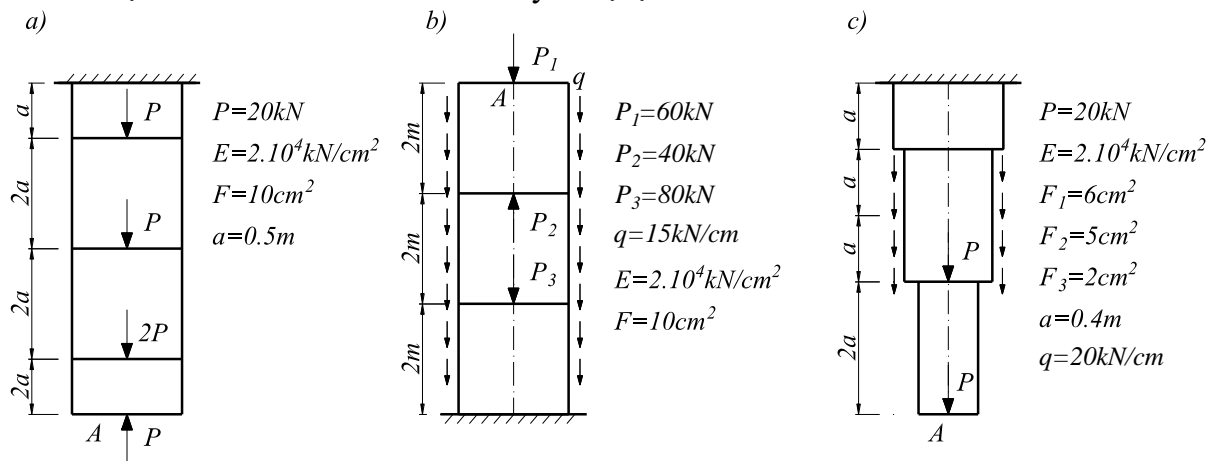 a)
P
P
2P
A
P
a
2a
2a
2a
P=20kN
E=2.10⁴kN/cm²
F=10cm²
a=0.5m
b)
P₁
q
A
P₂
P₃
2m
2m
2m
P₁=60kN
P₂=40kN
P₃=80kN
q=15kN/cm
E=2.10⁴kN/cm²
F=10cm²
c)
a
a
a
2a
P
P
A
P=20kN
E=2.10⁴kN/cm²
F₁=6cm²
F₂=5cm²
F₃=2cm²
a=0.4m
q=20kN/cm